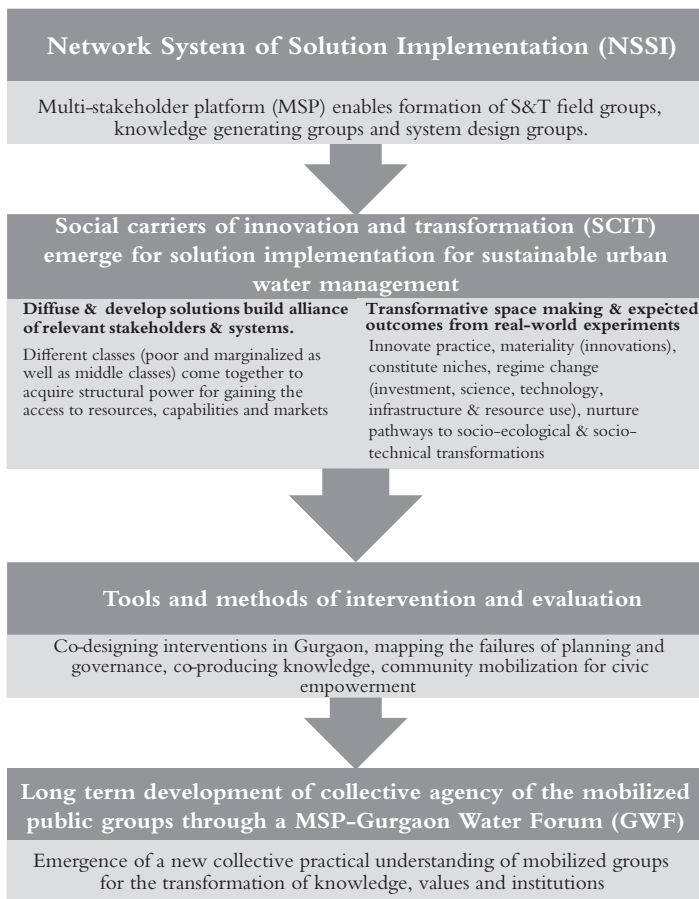 Network System of Solution Implementation (NSSI)
Multi-stakeholder platform (MSP) enables formation of S&T field groups,
knowledge generating groups and system design groups.
Social carriers of innovation and transformation (SCIT)
emerge for solution implementation for sustainable urban
water management
Diffuse & develop solutions build alliance
of relevant stakeholders & systems.
Different classes (poor and marginalized as
well as middle classes) come together to
acquire structural power for gaining the
access to resources, capabilities and markets
Transformative space making & expected
outcomes from real-world experiments
Innovate practice, materiality (innovations),
constitute niches, regime change
(investment, science, technology,
infrastructure & resource use), nurture
pathways to socio-ecological & socio-
technical transformations
Tools and methods of intervention and evaluation
Co-designing interventions in Gurgaon, mapping the failures of planning and
governance, co-producing knowledge, community mobilization for civic
empowerment
Long term development of collective agency of the mobilized
public groups through a MSP-Gurgaon Water Forum (GWF)
Emergence of a new collective practical understanding of mobilized groups
for the transformation of knowledge, values and institutions